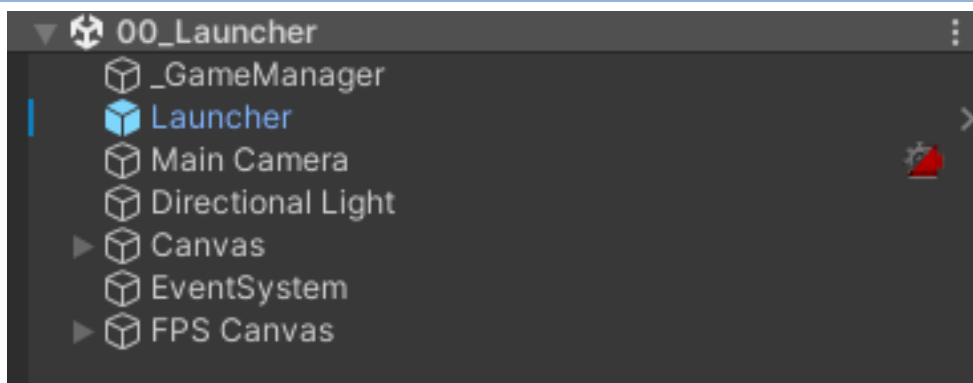 00_Launcher
_GameManager
Launcher
Main Camera
Directional Light
Canvas
EventSystem
FPS Canvas